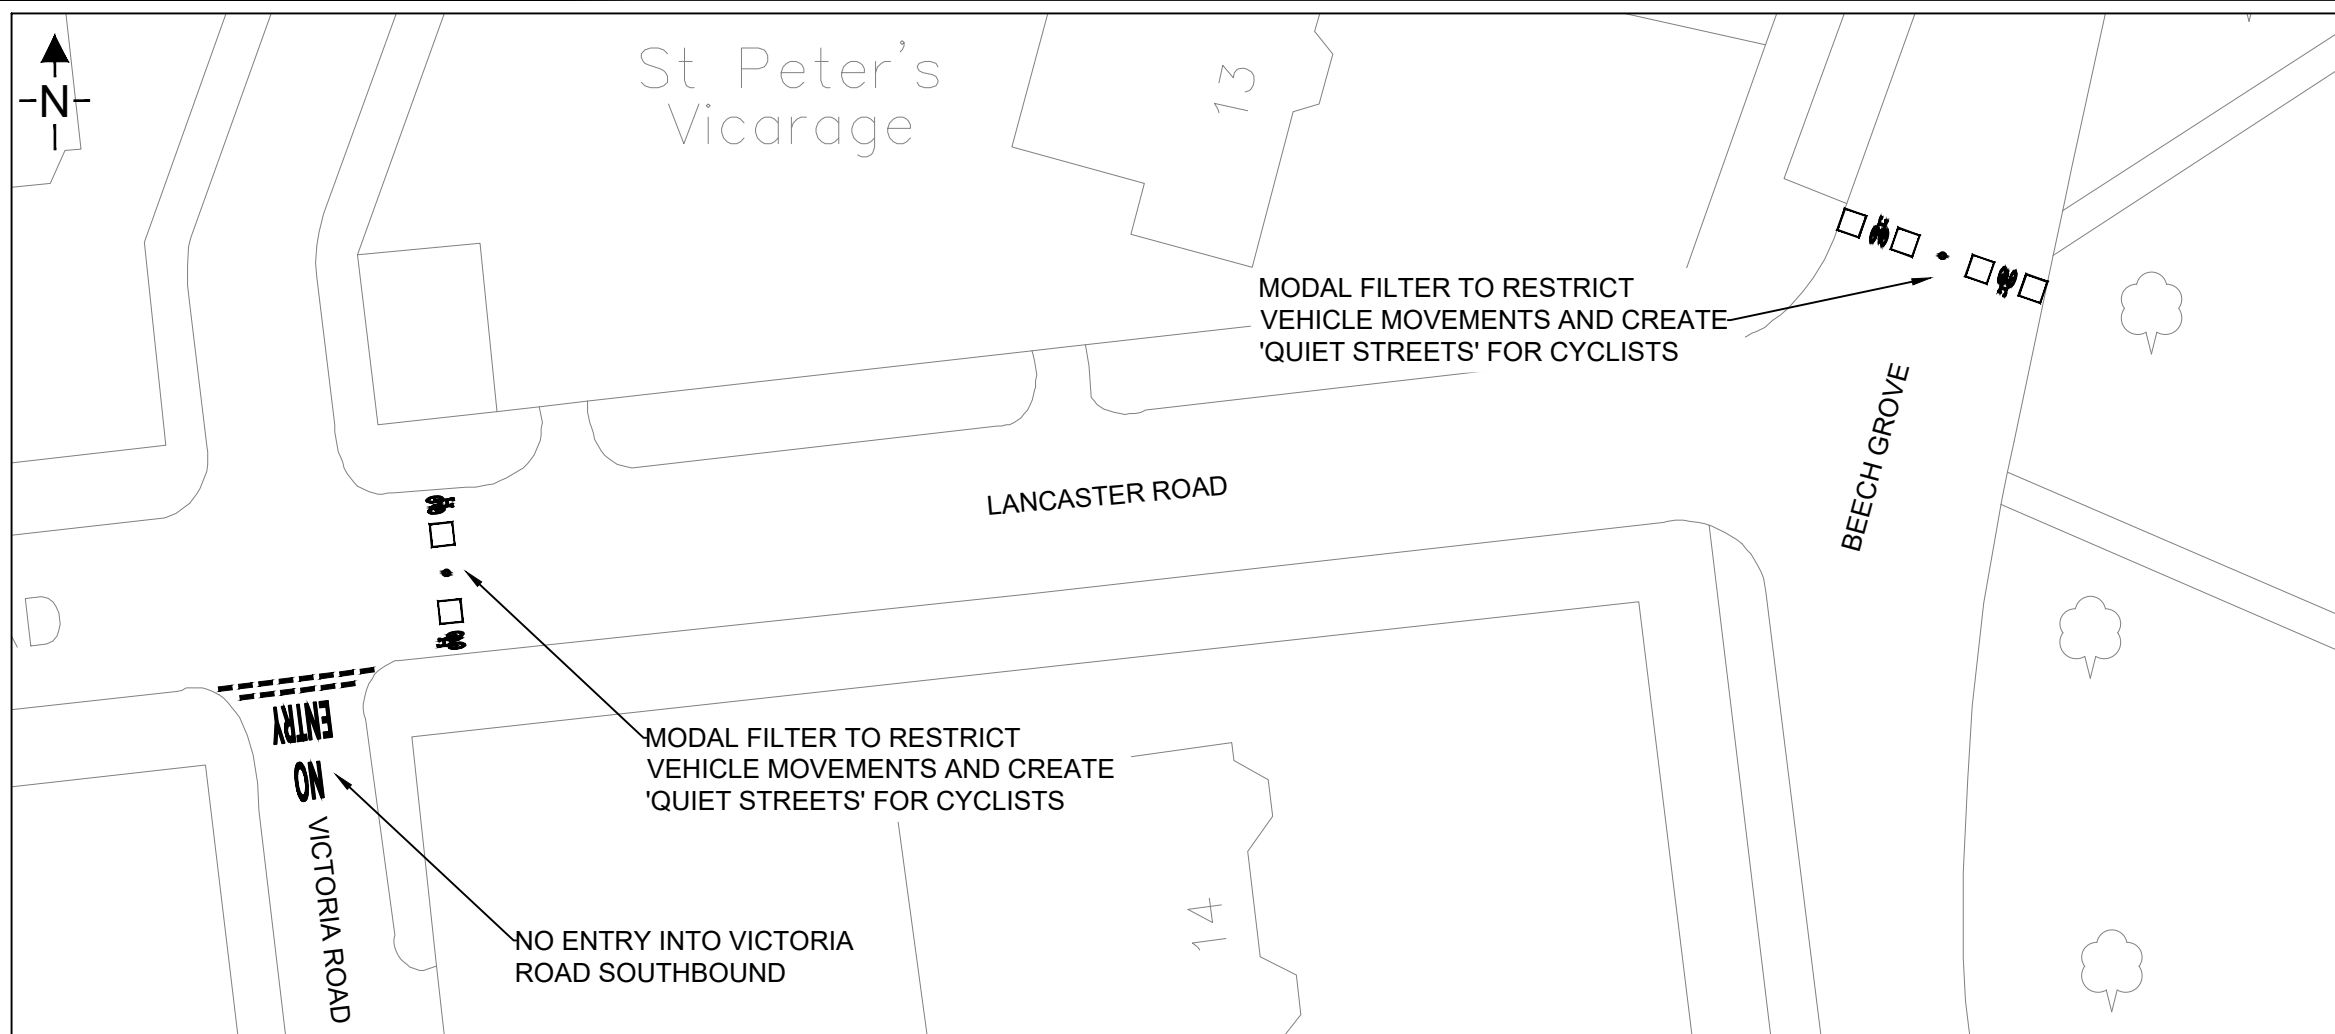 N
St Peter's
Vicarage
13
MODAL FILTER TO RESTRICT
VEHICLE MOVEMENTS AND CREATE
'QUIET STREETS' FOR CYCLISTS
BEECH GROVE
LANCASTER ROAD
ENTRY
NO
VICTORIA ROAD
MODAL FILTER TO RESTRICT
VEHICLE MOVEMENTS AND CREATE
'QUIET STREETS' FOR CYCLISTS
NO ENTRY INTO VICTORIA
ROAD SOUTHBOUND
14